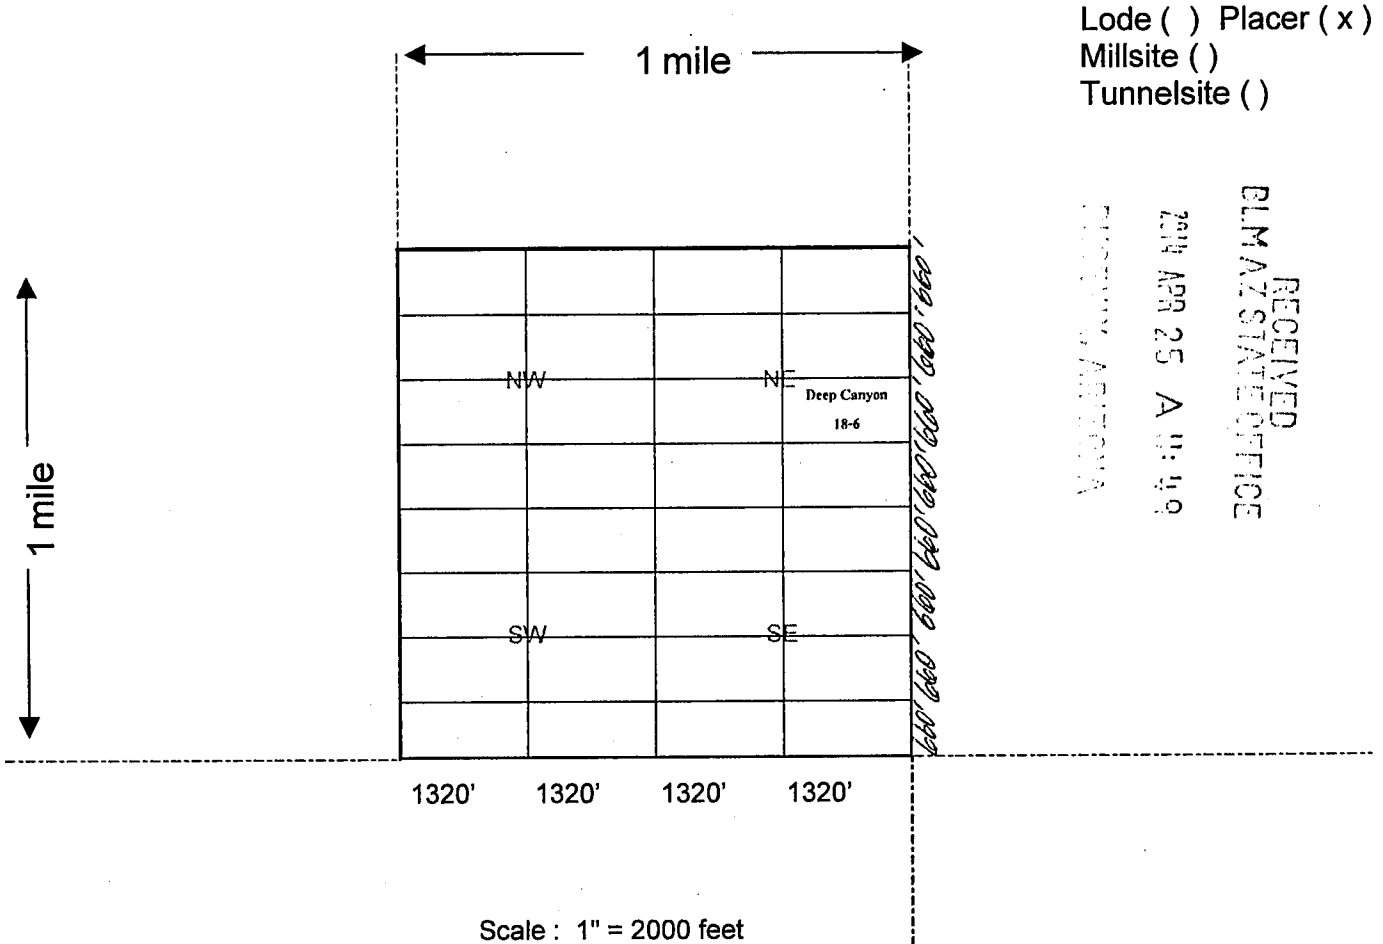 Lode ( ) Placer ( x )
Millsite ( )
Tunnelsite ( )
1 mile
1 mile
RECEIVED
BLM AZ STATE OFFICE
APR 25 A
ARIZONA
NW
NE
Deep Canyon
18-6
SW
SE
660' 660' 660' 660' 660' 660' 660' 660'
1320' 1320' 1320' 1320'
Scale : 1" = 2000 feet